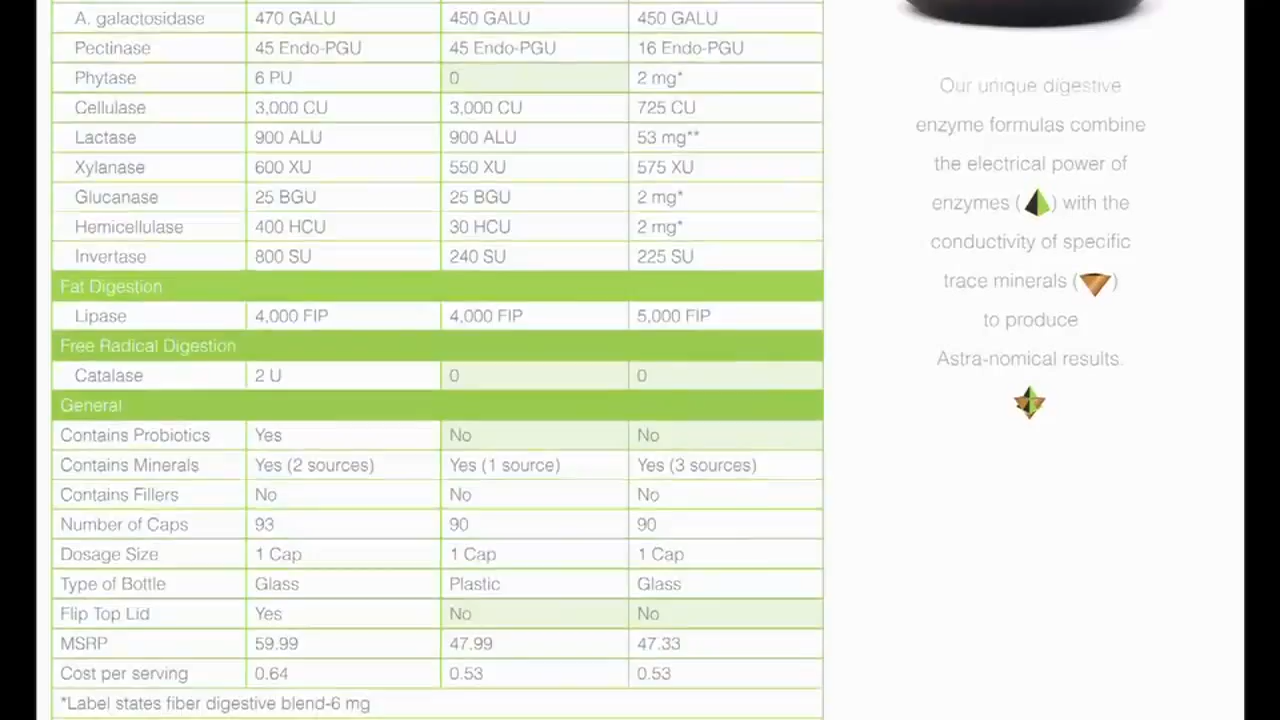 A. galactosidase 470 GALU 450 GALU 450 GALU
Pectinase 45 Endo-PGU 45 Endo-PGU 16 Endo-PGU
Phytase 6 PU 0 2 mg*
Cellulase 3,000 CU 3,000 CU 725 CU
Lactase 900 ALU 900 ALU 53 mg**
Xylanase 600 XU 550 XU 575 XU
Glucanase 25 BGU 25 BGU 2 mg*
Hemicellulase 400 HCU 30 HCU 2 mg*
Invertase 800 SU 240 SU 225 SU
Fat Digestion
Lipase 4,000 FIP 4,000 FIP 5,000 FIP
Free Radical Digestion
Catalase 2 U 0 0
General
Contains Probiotics Yes No No
Contains Minerals Yes (2 sources) Yes (1 source) Yes (3 sources)
Contains Fillers No No No
Number of Caps 93 90 90
Dosage Size 1 Cap 1 Cap 1 Cap
Type of Bottle Glass Plastic Glass
Flip Top Lid Yes No No
MSRP 59.99 47.99 47.33
Cost per serving 0.64 0.53 0.53
*Label states fiber digestive blend-6 mg
Our unique digestive
enzyme formulas combine
the electrical power of
enzymes ( ) with the
conductivity of specific
trace minerals ( )
to produce
Astra-nomical results.